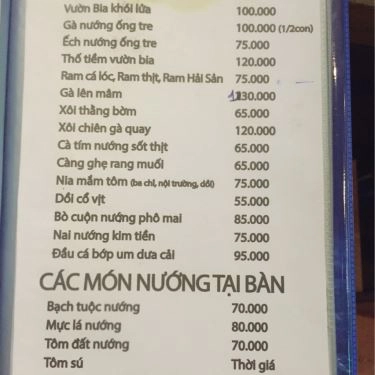 Vườn Bia khói lửa 100.000
Gà nướng ống tre 100.000 (1/2con)
Ếch nướng ống tre 75.000
Thố tiềm vườn bia 120.000
Ram cá lóc, Ram thịt, Ram Hải Sản 75.000
Gà lên mâm 130.000
Xôi thằng bờm 65.000
Xôi chiên gà quay 120.000
Cà tím nướng sốt thịt 65.000
Càng ghẹ rang muối 65.000
Nia mắm tôm (ba chỉ, nội trường, dồi) 75.000
Dồi cổ vịt 55.000
Bò cuộn nướng phô mai 85.000
Nai nướng kim tiền 75.000
Đầu cá bớp um dưa cải 95.000
CÁC MÓN NƯỚNG TẠI BÀN
Bạch tuộc nướng 70.000
Mực lá nướng 80.000
Tôm đất nướng 70.000
Tôm sú Thời giá